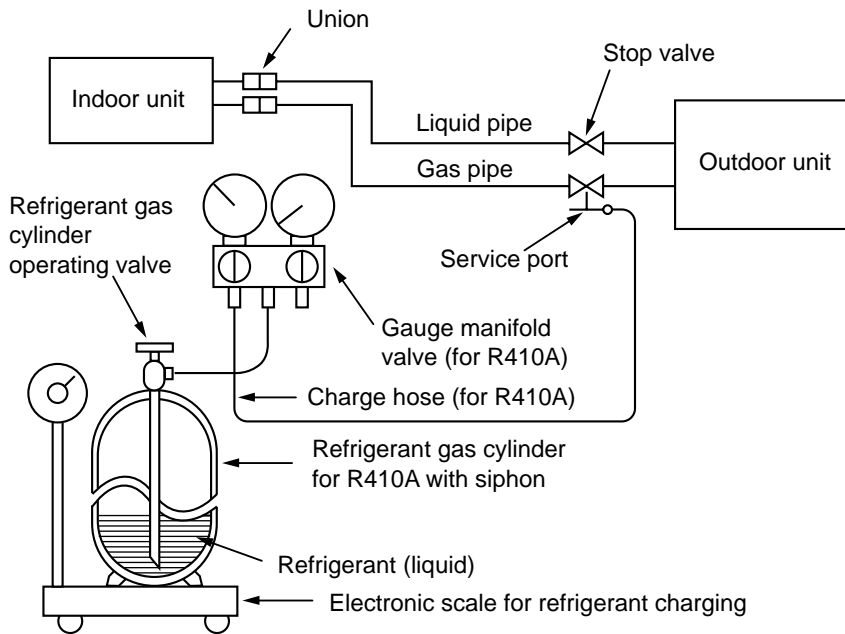 Union
Stop valve
Indoor unit
Liquid pipe
Outdoor unit
Gas pipe
Refrigerant gas
cylinder
operating valve
Service port
Gauge manifold
valve (for R410A)
Charge hose (for R410A)
Refrigerant gas cylinder
for R410A with siphon
Refrigerant (liquid)
Electronic scale for refrigerant charging